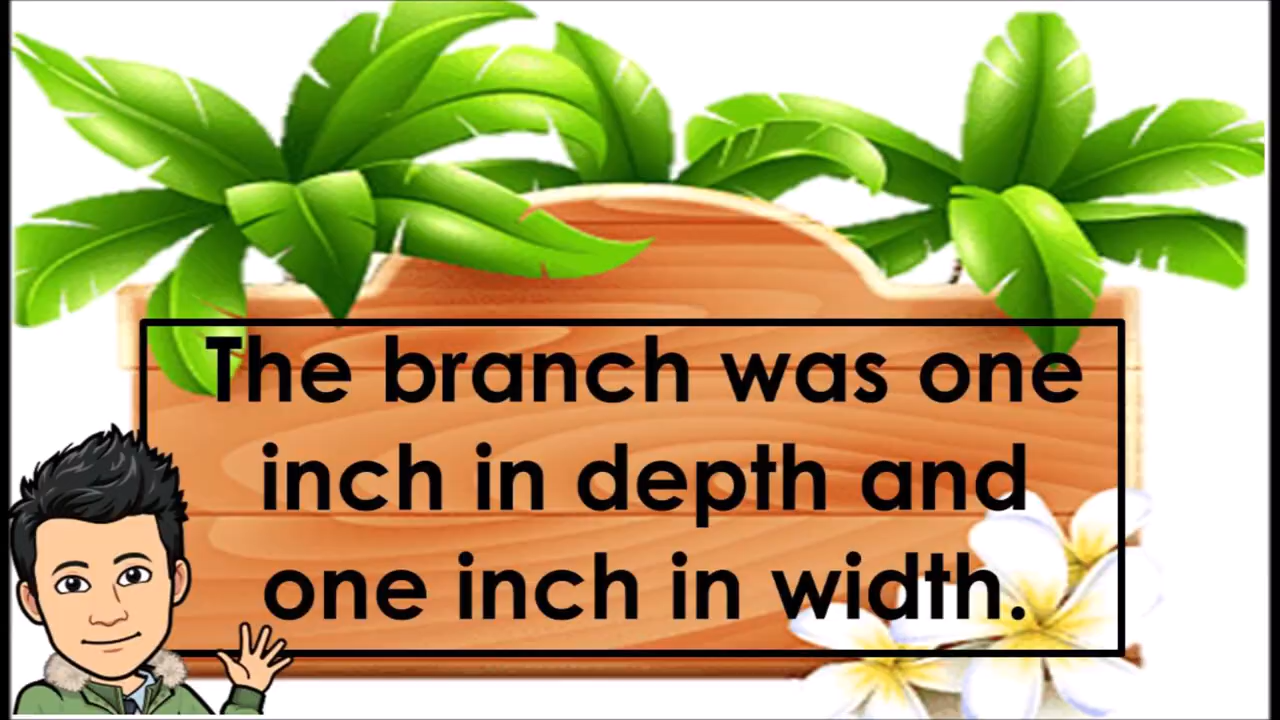 The branch was one
inch in depth and
one inch in width.